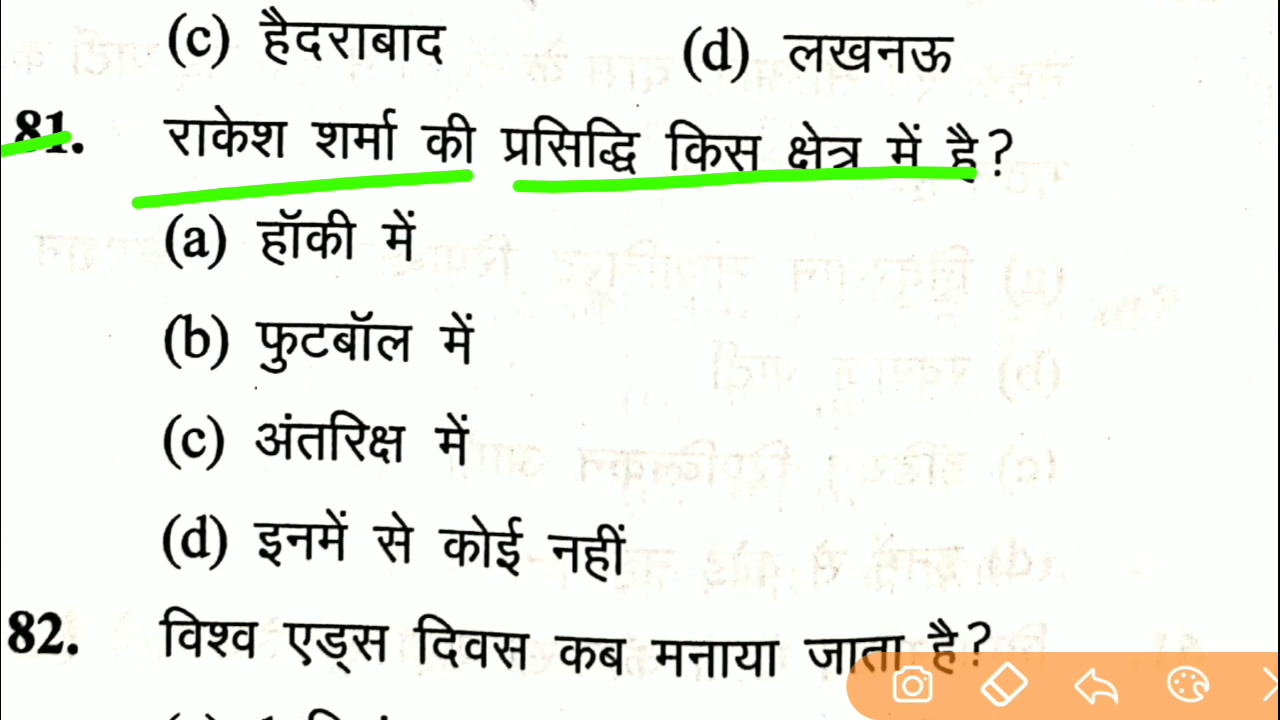 (c) हैदराबाद (d) लखनऊ
81. राकेश शर्मा की प्रसिद्धि किस क्षेत्र में है?
(a) हॉकी में
(b) फुटबॉल में
(c) अंतरिक्ष में
(d) इनमें से कोई नहीं
82. विश्व एड्स दिवस कब मनाया जाता है?